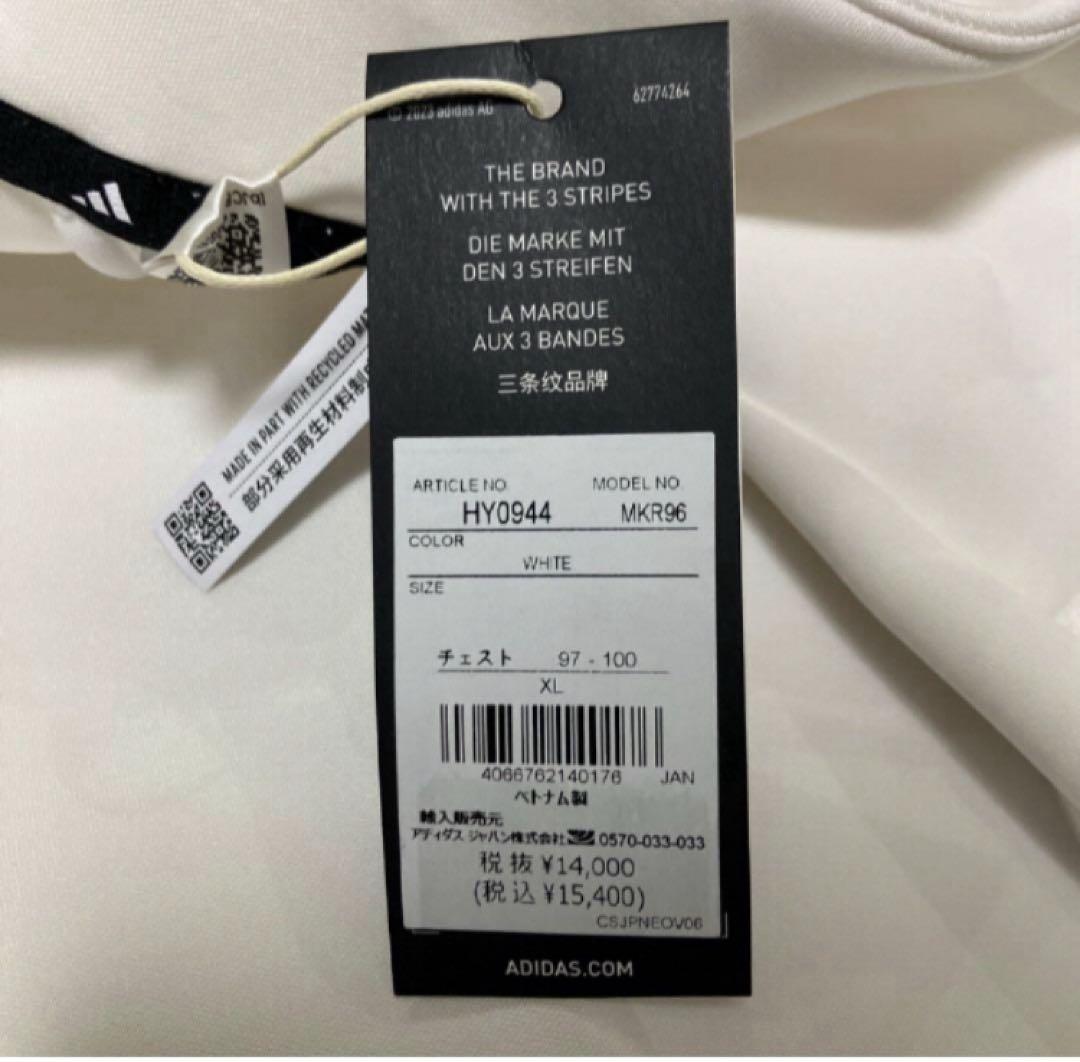 © 2023 adidas AG
62774264
THE BRAND
WITH THE 3 STRIPES
DIE MARKE MIT
DEN 3 STREIFEN
LA MARQUE
AUX 3 BANDES
三条纹品牌
MADE IN PART WITH RECYCLED
部分采用再生材料制
ARTICLE NO. MODEL NO.
HY0944 MKR96
COLOR
WHITE
SIZE
チェスト 97 - 100
XL
4066762140176 JAN
ベトナム製
輸入販売元
アディダス ジャパン株式会社 0570-033-033
税抜 ¥14,000
(税込 ¥15,400)
CSJPNEOV06
ADIDAS.COM